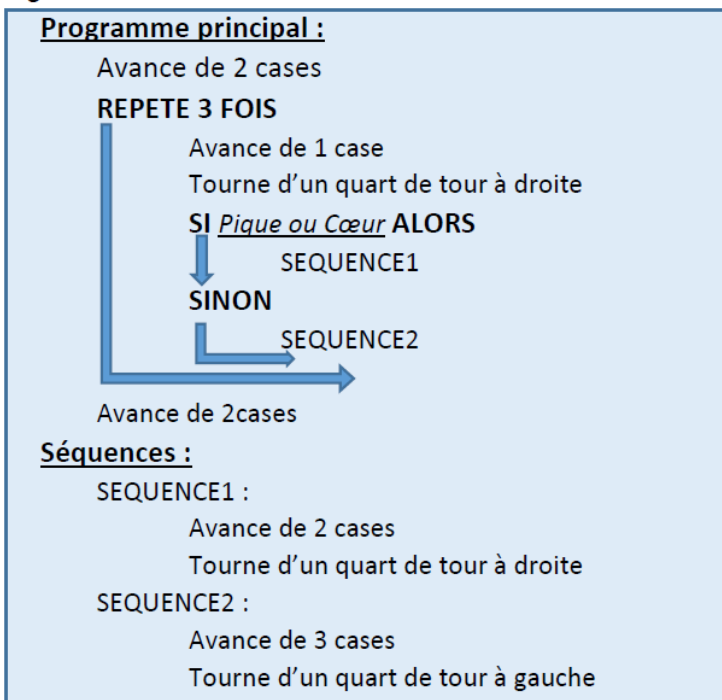 Programme principal :
Avance de 2 cases
REPETE 3 FOIS
Avance de 1 case
Tourne d’un quart de tour à droite
SI Pique ou Cœur ALORS
SEQUENCE1
SINON
SEQUENCE2
Avance de 2cases
Séquences :
SEQUENCE1 :
Avance de 2 cases
Tourne d’un quart de tour à droite
SEQUENCE2 :
Avance de 3 cases
Tourne d’un quart de tour à gauche